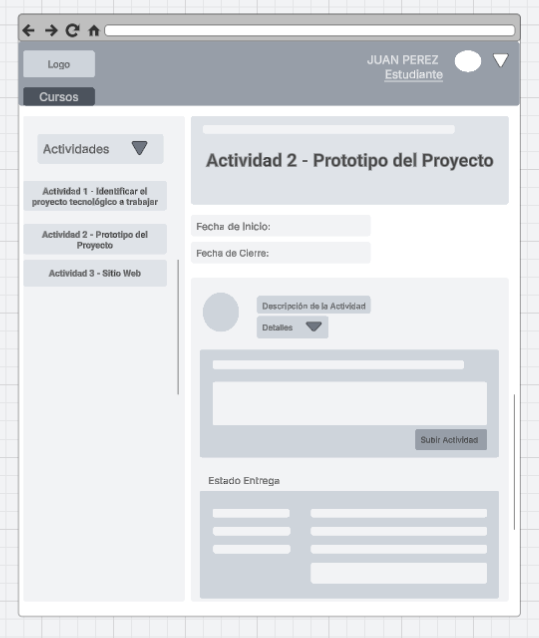 Logo
JUAN PEREZ
Estudiante
Cursos
Actividades
Actividad 1 - Identificar el
proyecto tecnológico a trabajar
Actividad 2 - Prototipo del
Proyecto
Actividad 3 - Sitio Web
Actividad 2 - Prototipo del Proyecto
Fecha de Inicio:
Fecha de Cierre:
Descripción de la Actividad
Detalles
Subir Actividad
Estado Entrega